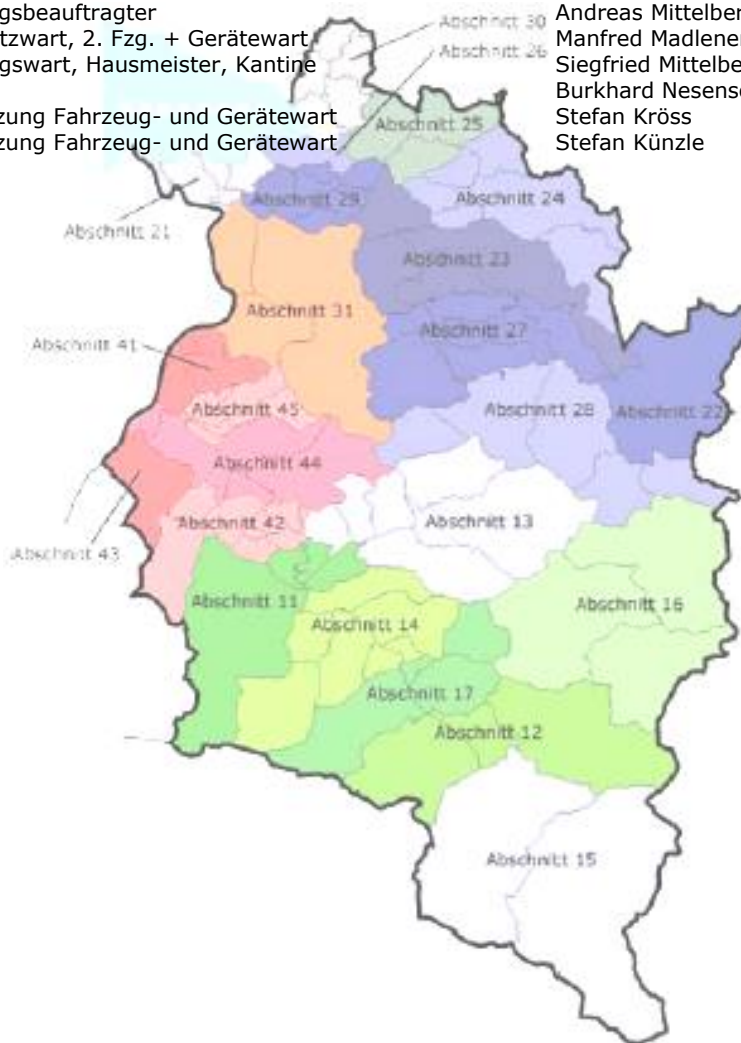 gsbeauftragter
Abschnitt 30
Andreas Mittelber
tzwart, 2. Fzg. + Gerätewart
Manfred Madlene
gswart, Hausmeister, Kantine
Abschnitt 26
Siegfried Mittelbe
Burkhard Nesens
zung Fahrzeug- und Gerätewart
Abschnitt 25
Stefan Kröss
zung Fahrzeug- und Gerätewart
Stefan Künzle
Abschnitt 29
Abschnitt 24
Abschnitt 21
Abschnitt 23
Abschnitt 31
Abschnitt 27
Abschnitt 41
Abschnitt 45
Abschnitt 28
Abschnitt 22
Abschnitt 44
Abschnitt 42
Abschnitt 13
Abschnitt 43
Abschnitt 11
Abschnitt 16
Abschnitt 14
Abschnitt 17
Abschnitt 12
Abschnitt 15